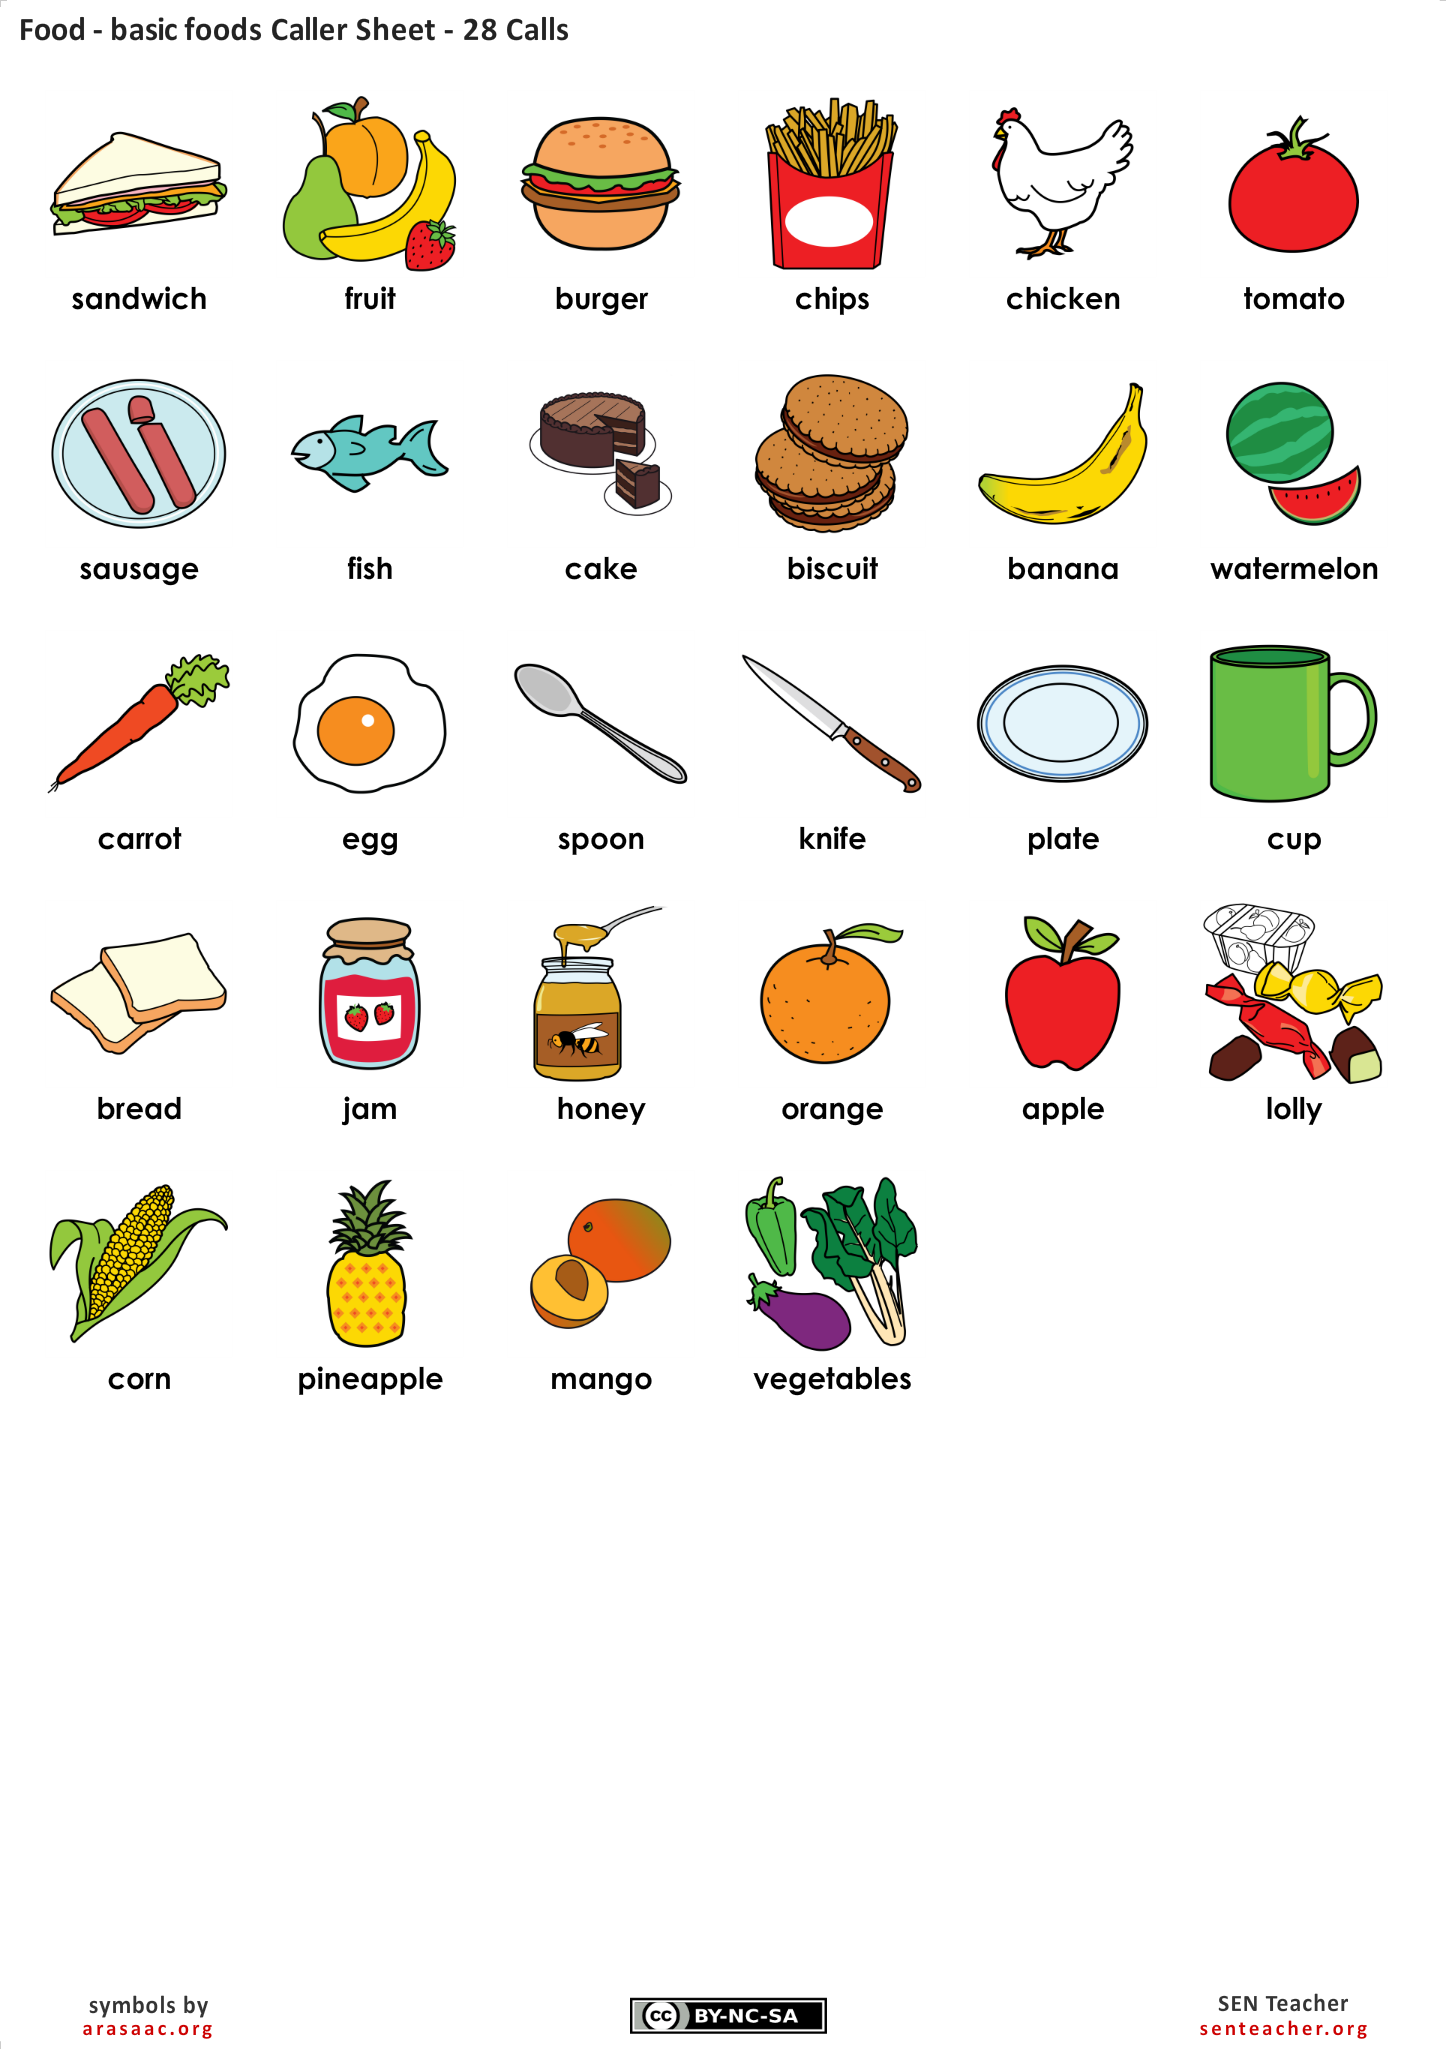 Food - basic foods Caller Sheet - 28 Calls
sandwich fruit burger chips chicken tomato
sausage fish cake biscuit banana watermelon
carrot egg spoon knife plate cup
bread jam honey orange apple lolly
corn pineapple mango vegetables
symbols by
arasaac.org
cc BY-NC-SA
SEN Teacher
senteacher.org